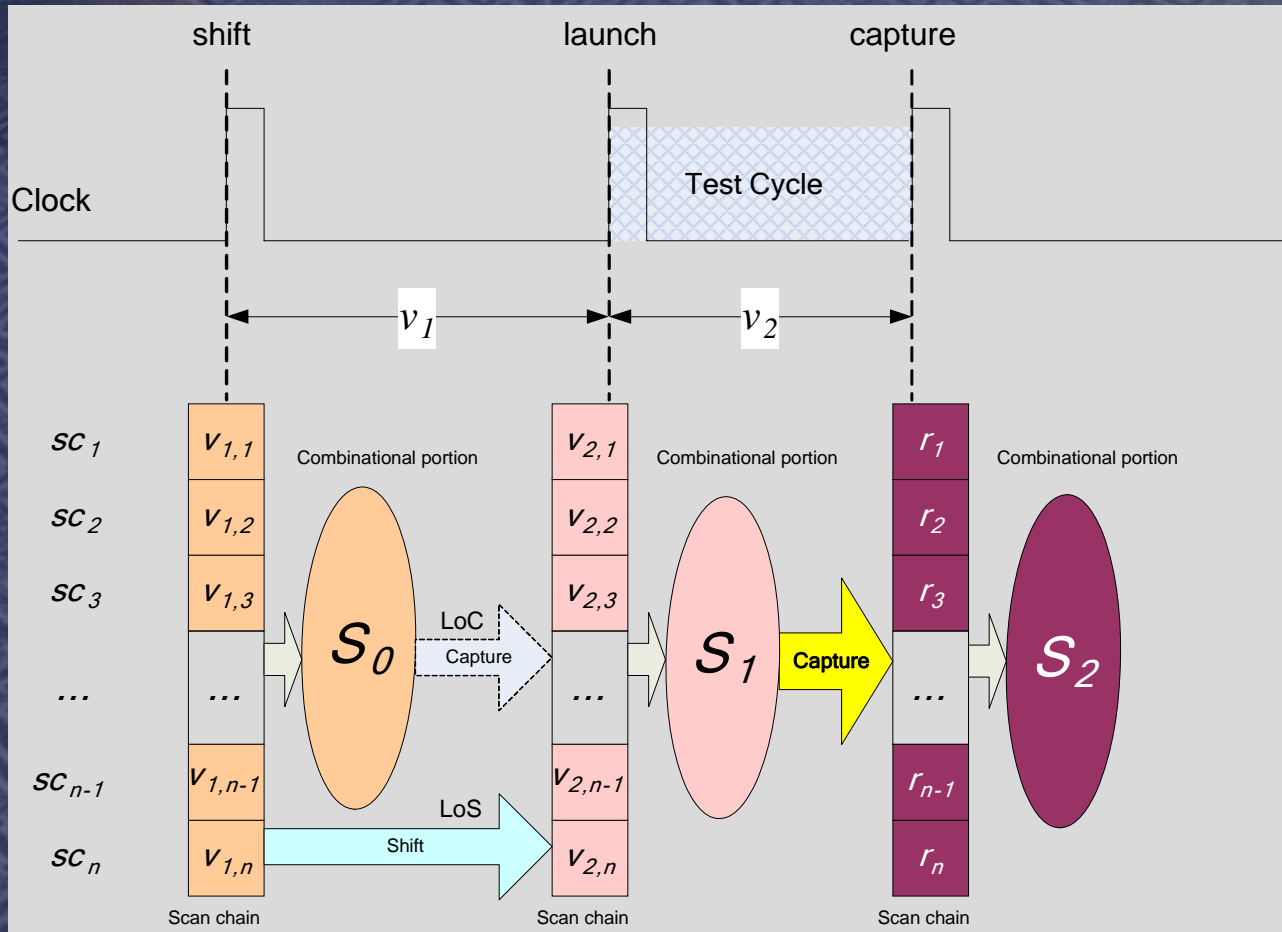 shift launch capture
Clock
Test Cycle
v1 v2
sc1 v1,1 v2,1 r1
Combinational portion Combinational portion Combinational portion
sc2 v1,2 v2,2 r2
sc3 v1,3 v2,3 r3
LoC
S0 Capture S1 Capture S2
... ... ... ...
scn-1 v1,n-1 v2,n-1 rn-1
LoS
Shift
scn v1,n v2,n rn
Scan chain Scan chain Scan chain